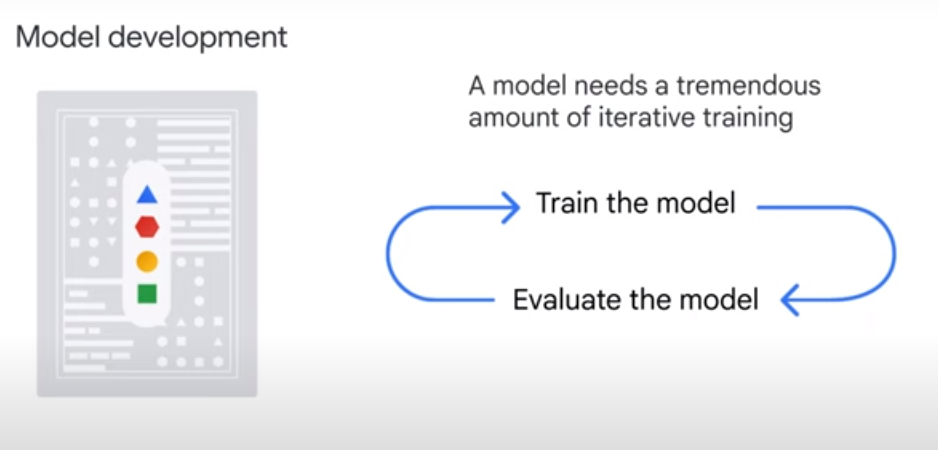 Model development
A model needs a tremendous
amount of iterative training
Train the model
Evaluate the model